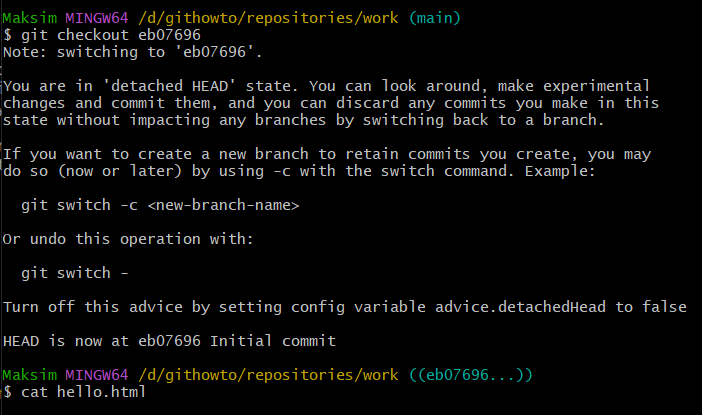 Maksim MINGW64 /d/githowto/repositories/work (main)
$ git checkout eb07696
Note: switching to 'eb07696'.
You are in 'detached HEAD' state. You can look around, make experimental
changes and commit them, and you can discard any commits you make in this
state without impacting any branches by switching back to a branch.
If you want to create a new branch to retain commits you create, you may
do so (now or later) by using -c with the switch command. Example:
git switch -c <new-branch-name>
Or undo this operation with:
git switch -
Turn off this advice by setting config variable advice.detachedHead to false
HEAD is now at eb07696 Initial commit
Maksim MINGW64 /d/githowto/repositories/work ((eb07696...))
$ cat hello.html